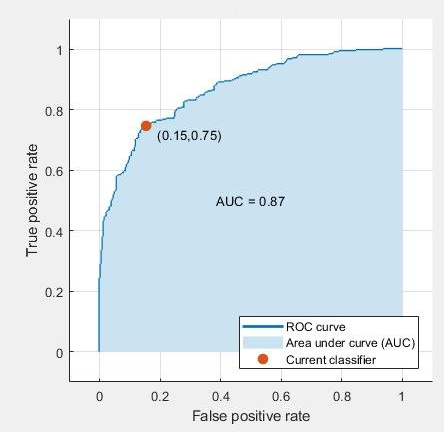 1
0.8
0.6
0.4
0.2
0
True positive rate
(0.15,0.75)
AUC = 0.87
ROC curve
Area under curve (AUC)
Current classifier
0 0.2 0.4 0.6 0.8 1
False positive rate